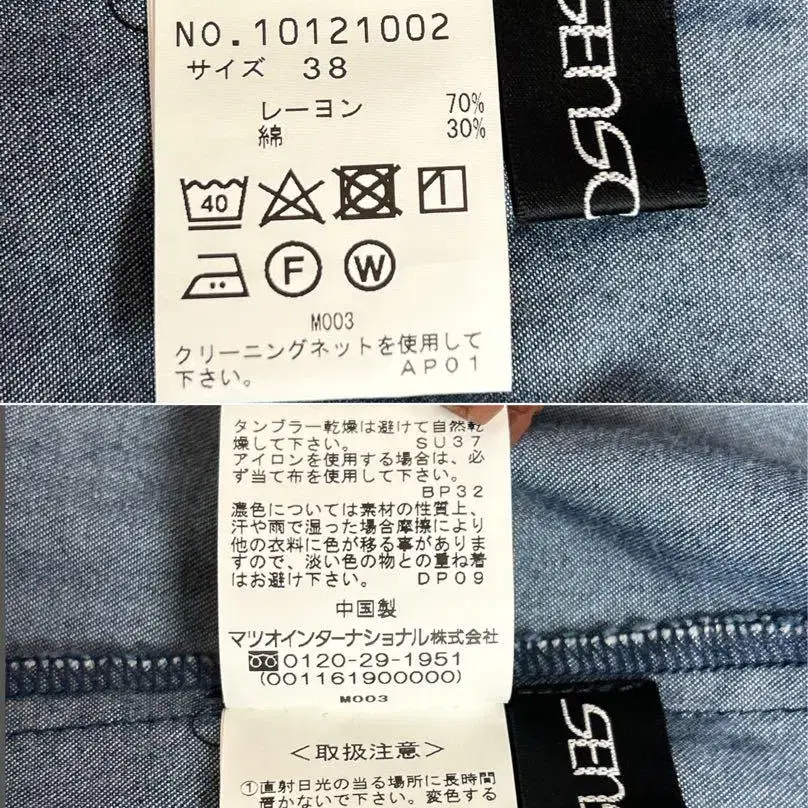 NO.10121002
サイズ 38
レーヨン 70%
綿 30%
40
1
F
W
M003
クリーニングネットを使用して
下さい。 AP01
SENSO
タンブラー乾燥は避けて自然乾
燥して下さい。 SU37
アイロンを使用する場合は、必
ず当て布を使用して下さい。
BP32
濃色については素材の性質上、
汗や雨で湿った場合摩擦により
他の衣料に色が移る事がありま
すので、淡い色の物との重ね着
はお避け下さい。 DP09
中国製
マツオインターナショナル株式会社
0120-29-1951
(001161900000)
M003
<取扱注意>
①直射日光の当る場所に長時間
置かないで下さい。変色する
SEN